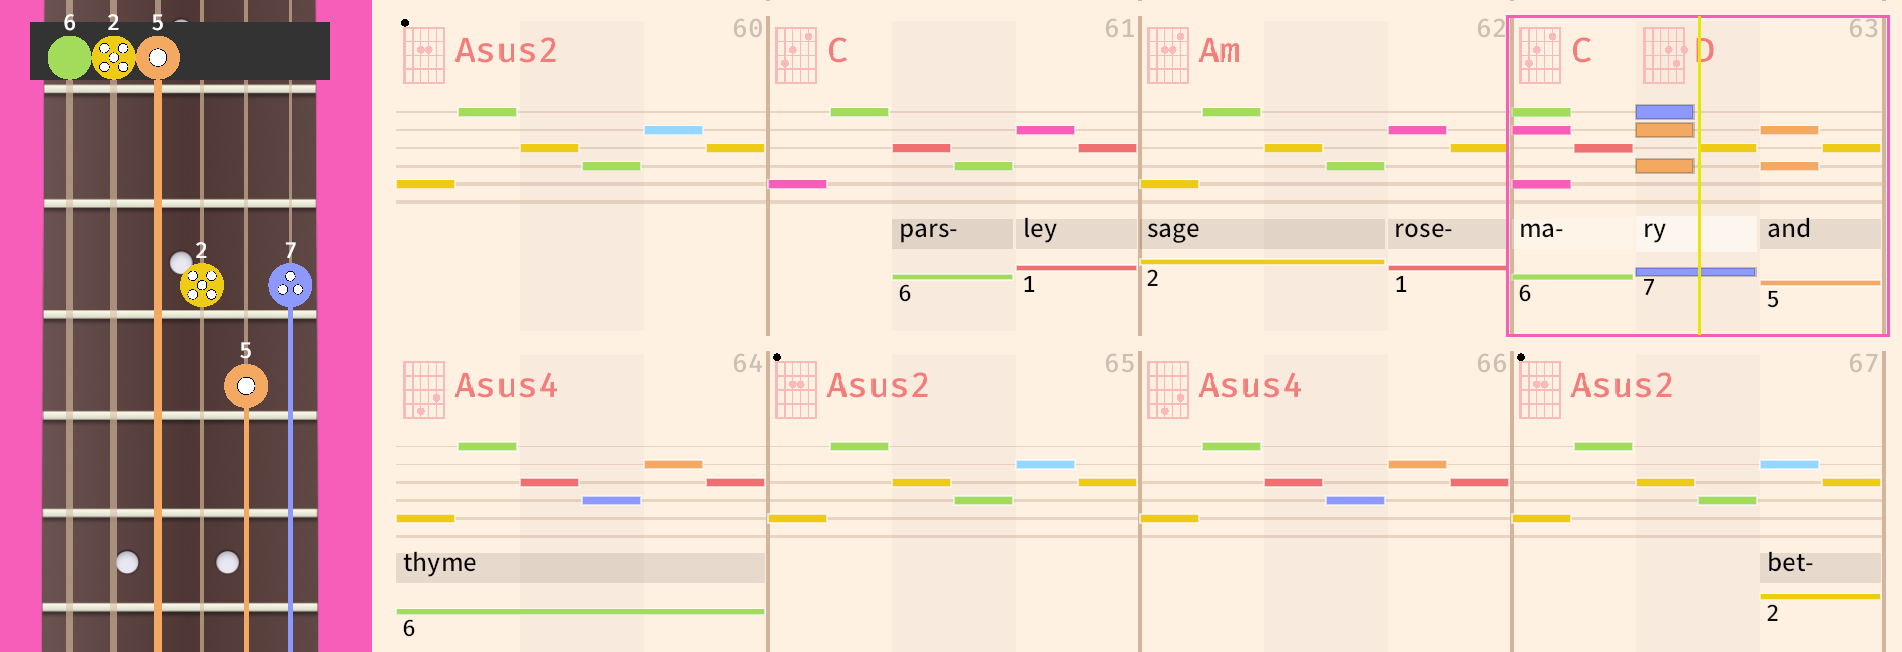 6 2 5
2 7
5
Asus2 60 C 61 Am 62 C D 63
pars- ley sage rose- ma- ry and
6 1 2 1 6 7 5
Asus4 64 Asus2 65 Asus4 66 Asus2 67
thyme bet-
6 2